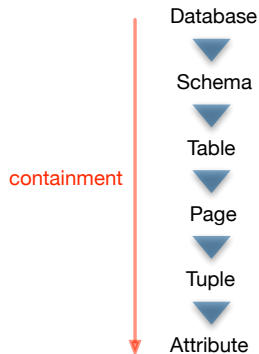 Database
Schema
Table
containment
Page
Tuple
Attribute